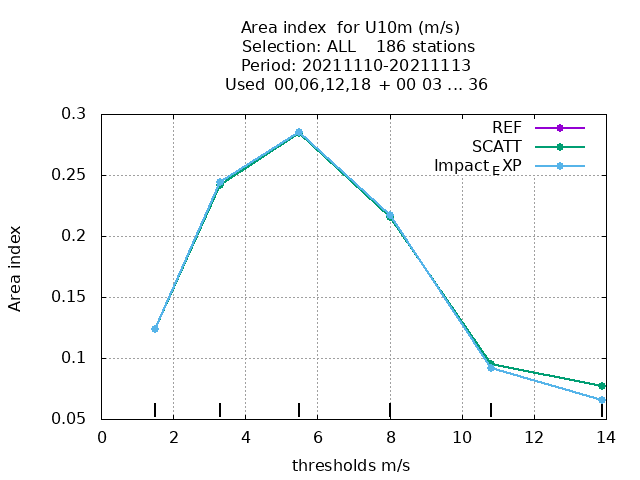 Area index for U10m (m/s)
Selection: ALL 186 stations
Period: 20211110-20211113
Used 00,06,12,18 + 00 03 ... 36
REF
SCATT
Impact_EXP
Area index
0.3
0.25
0.2
0.15
0.1
0.05
0 2 4 6 8 10 12 14
thresholds m/s